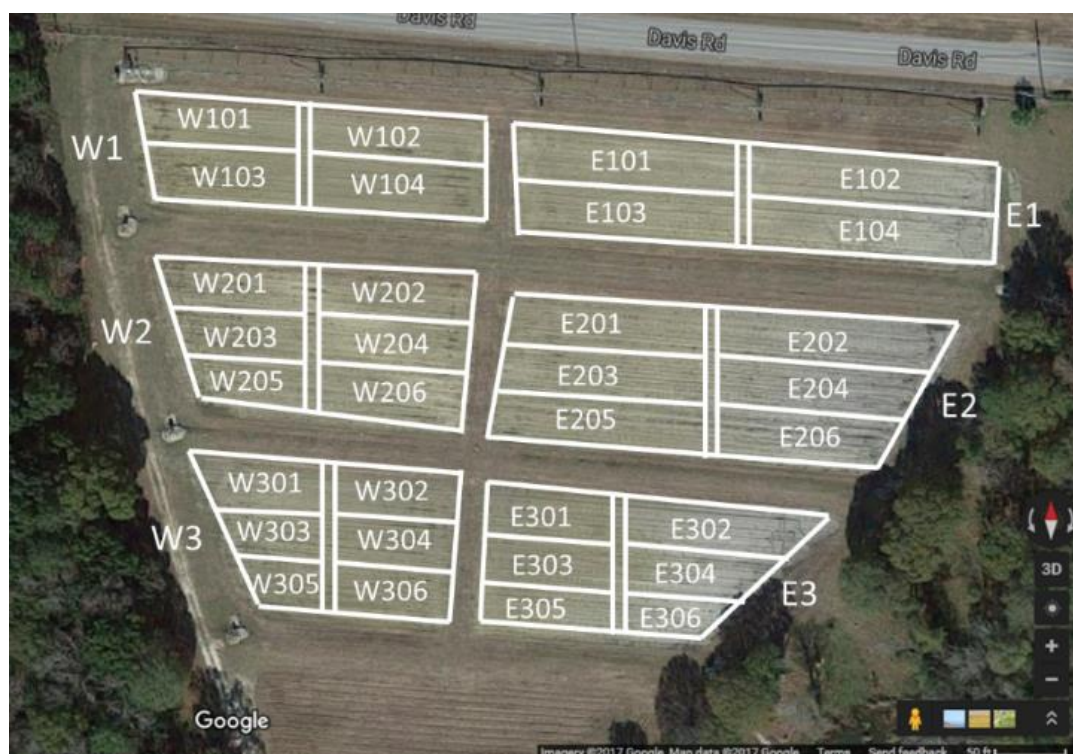 Davis Rd
Davis Rd
Davis Rd
W1
W101
W102
W103
W104
E101
E102
E103
E104
E1
W2
W201
W202
W203
W204
W205
W206
E201
E202
E203
E204
E205
E206
E2
W3
W301
W302
W303
W304
W305
W306
E301
E302
E303
E304
E305
E306
E3
3D
+
−
Google
Imagery ©2017 Google, Map data ©2017 Google Terms Send feedback 50 ft